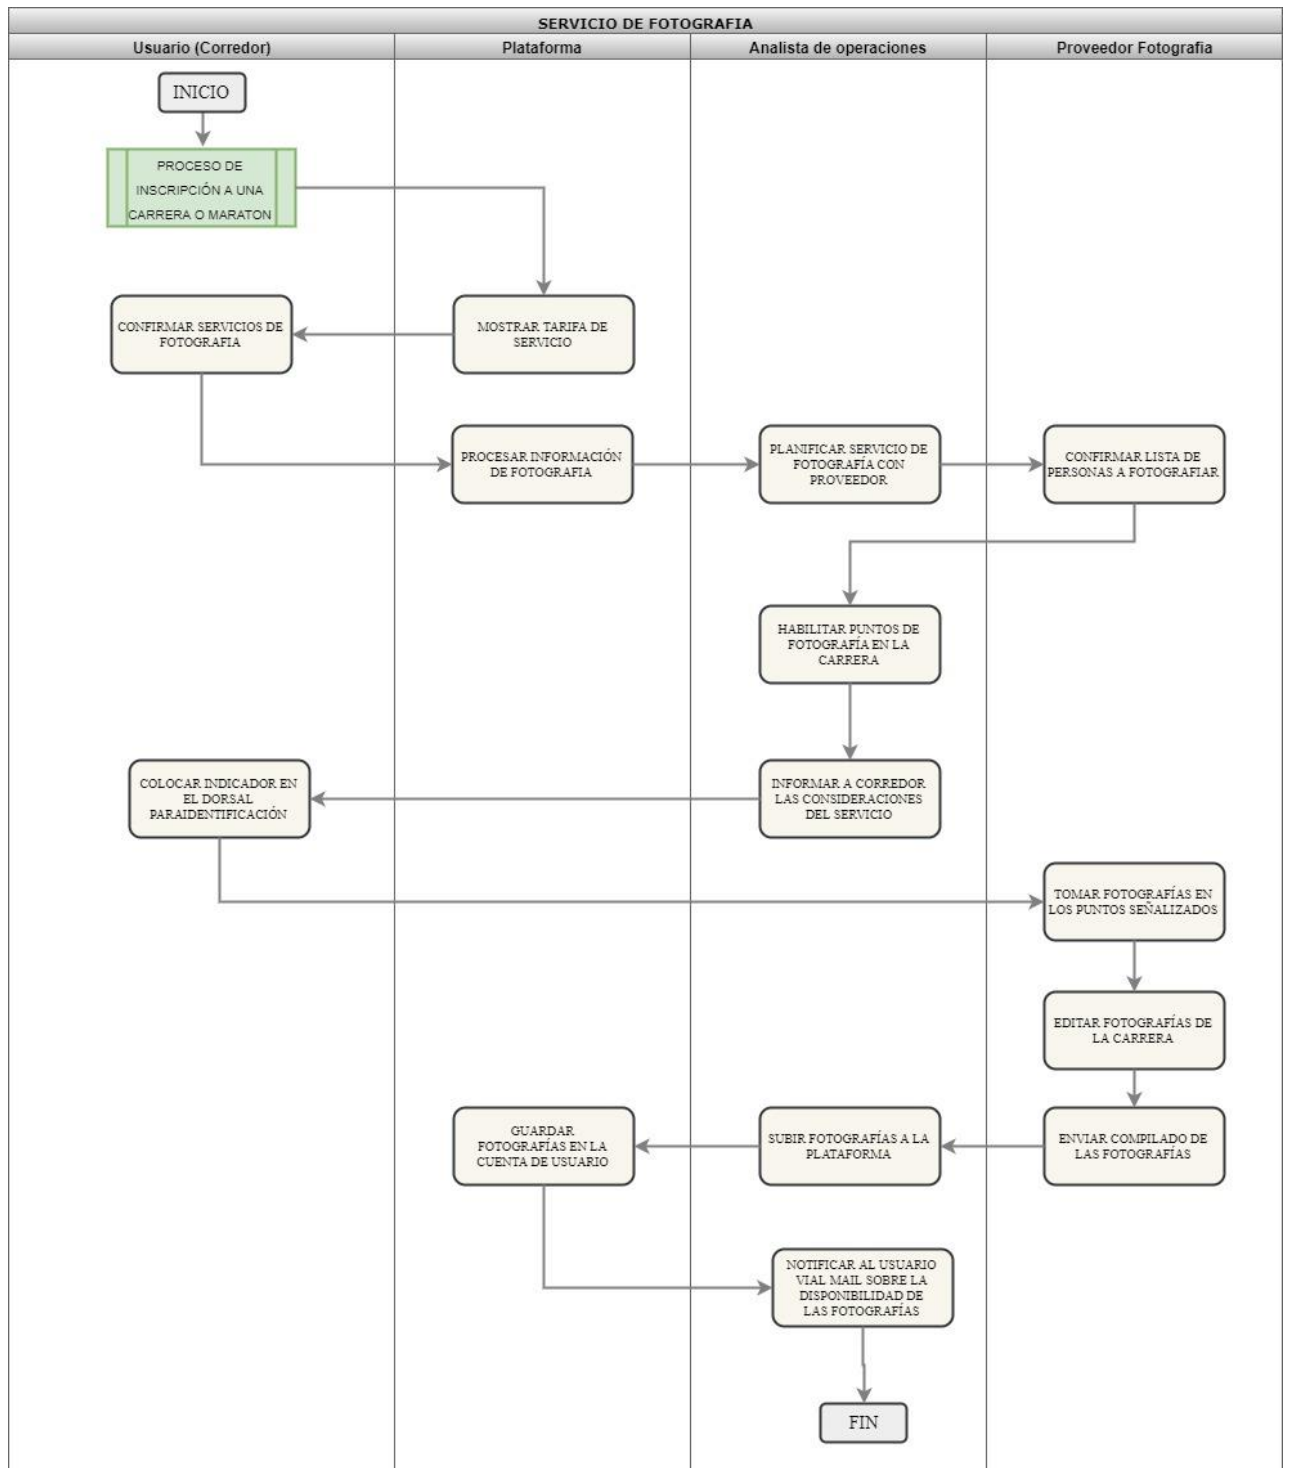 SERVICIO DE FOTOGRAFIA
Usuario (Corredor)
Plataforma
Analista de operaciones
Proveedor Fotografia
INICIO
PROCESO DE
INSCRIPCIÓN A UNA
CARRERA O MARATON
CONFIRMAR SERVICIOS DE
FOTOGRAFIA
MOSTRAR TARIFA DE
SERVICIO
PROCESAR INFORMACIÓN
DE FOTOGRAFIA
PLANIFICAR SERVICIO DE
FOTOGRAFÍA CON
PROVEEDOR
CONFIRMAR LISTA DE
PERSONAS A FOTOGRAFIAR
HABILITAR PUNTOS DE
FOTOGRAFÍA EN LA
CARRERA
COLOCAR INDICADOR EN
EL DORSAL
PARAIDENTIFICACIÓN
INFORMAR A CORREDOR
LAS CONSIDERACIONES
DEL SERVICIO
TOMAR FOTOGRAFÍAS EN
LOS PUNTOS SEÑALIZADOS
EDITAR FOTOGRAFÍAS DE
LA CARRERA
GUARDAR
FOTOGRAFÍAS EN LA
CUENTA DE USUARIO
SUBIR FOTOGRAFÍAS A LA
PLATAFORMA
ENVIAR COMPILADO DE
LAS FOTOGRAFÍAS
NOTIFICAR AL USUARIO
VIAL MAIL SOBRE LA
DISPONIBILIDAD DE
LAS FOTOGRAFÍAS
FIN